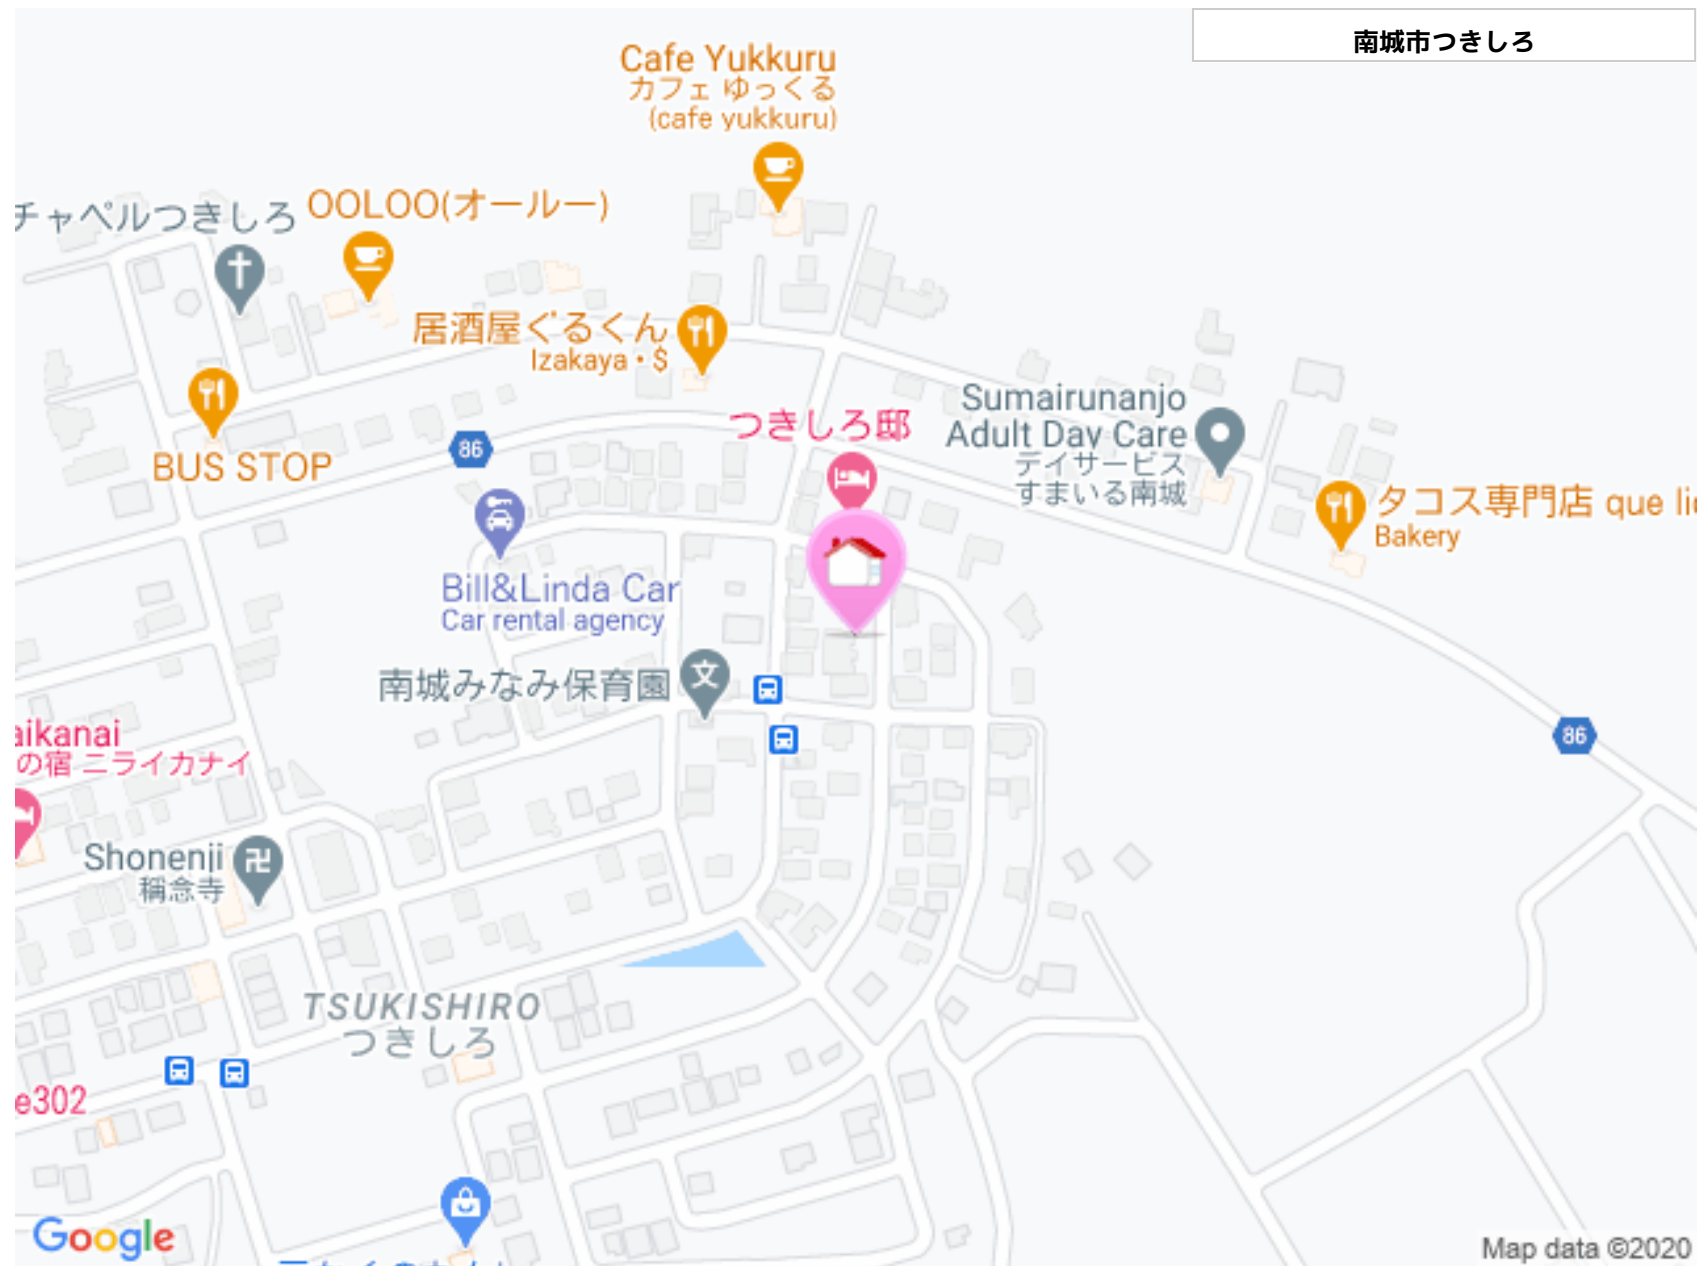 南城市つきしろ
Cafe Yukkuru
カフェ ゆっくる
(cafe yukkuru)
チャペルつきしろ
OOLOO(オールー)
居酒屋ぐるくん
Izakaya・$
BUS STOP
86
つきしろ邸
Sumairunanjo
Adult Day Care
デイサービス
すまいる南城
タコス専門店 que
Bakery
Bill&Linda Car
Car rental agency
南城みなみ保育園
文
86
aikanai
の宿 ニライカナイ
Shonenji
稱念寺
卍
TSUKISHIRO
つきしろ
e302
Google
Map data ©2020